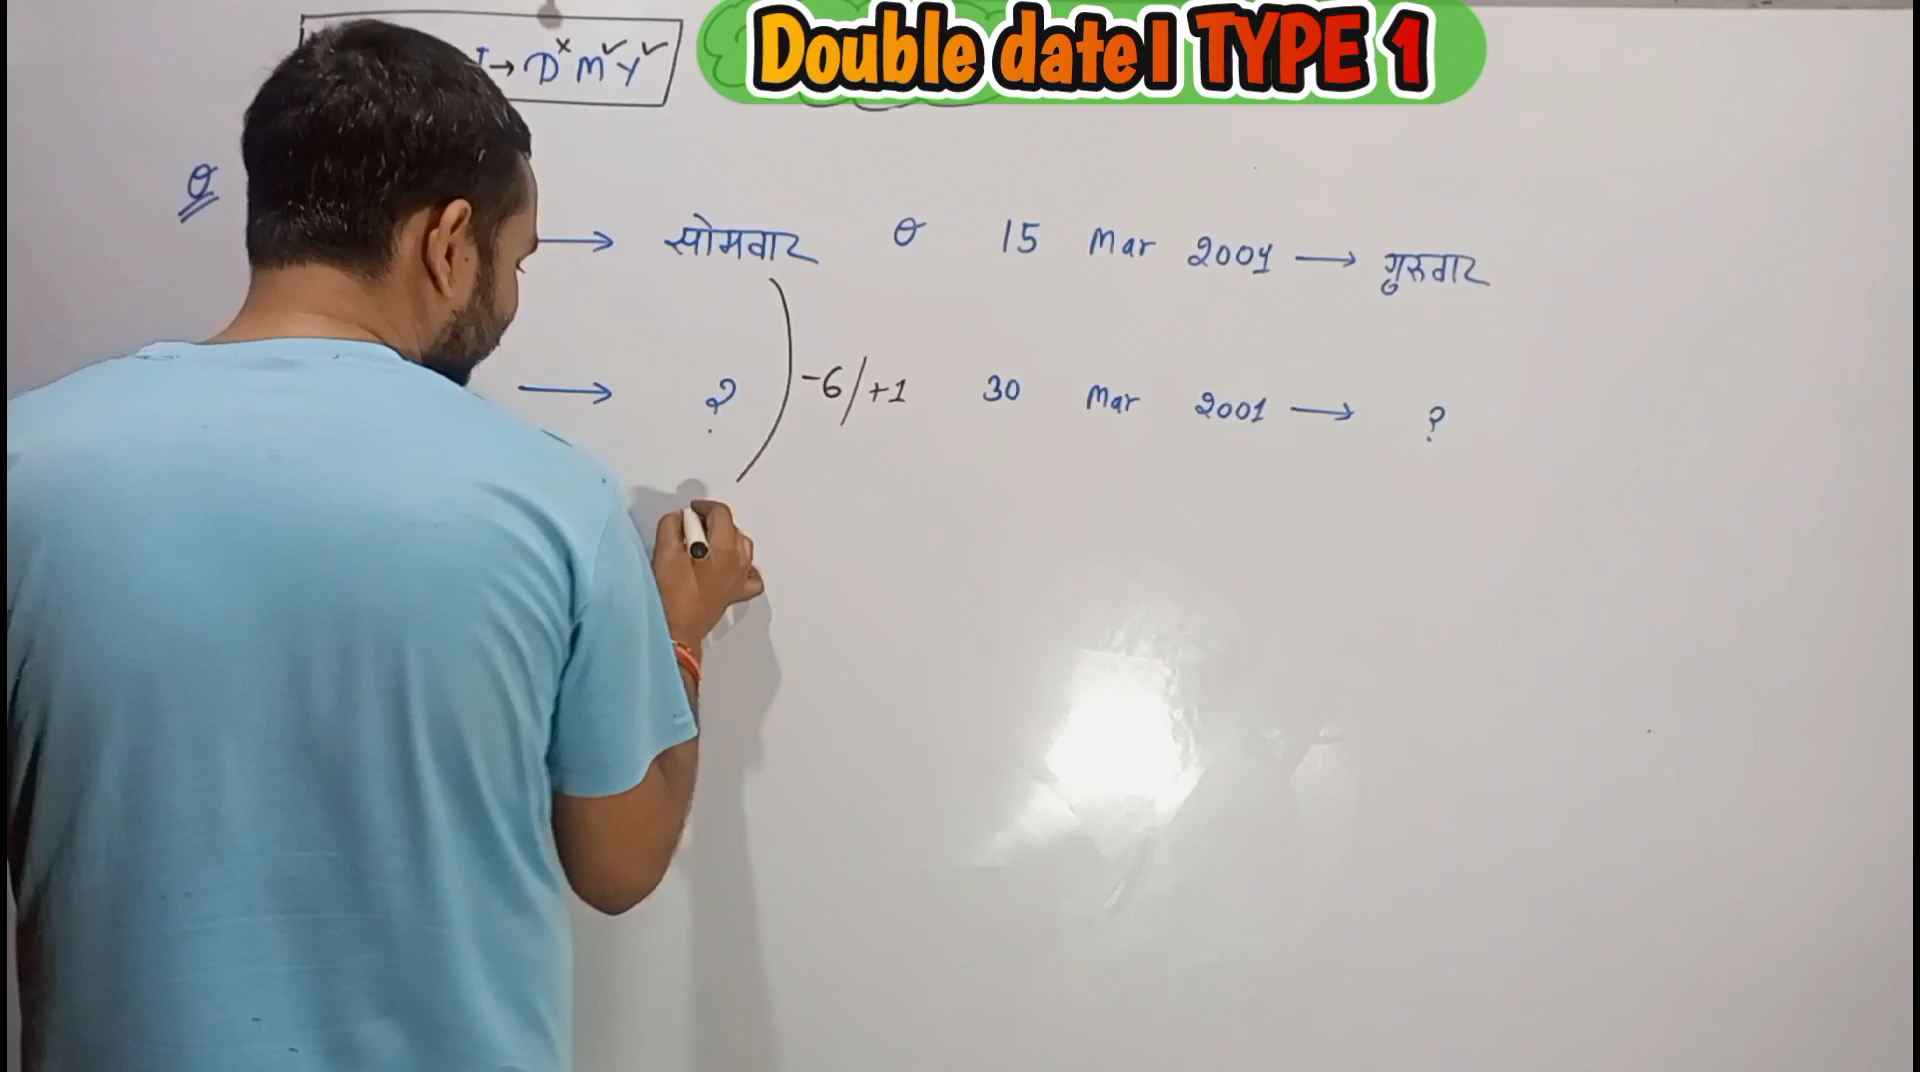 Double date| TYPE 1
I → D× M✓ Y✓
Q → सोमवार Q 15 Mar 2001 → गुरुवार
→ ? -6/+1 30 Mar 2001 → ?